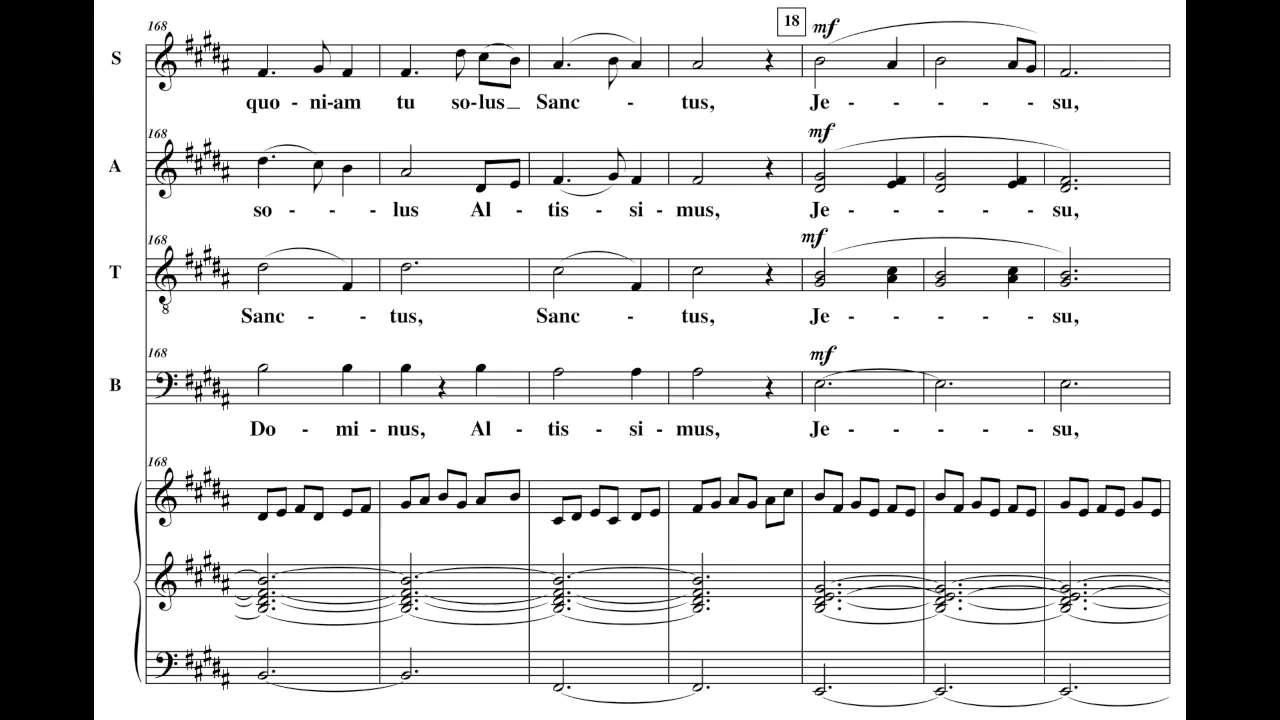 168
18
mf
S
quo - ni-am tu so-lus_ Sanc - tus, Je - - - - su,
168
mf
A
so - - - lus Al - tis - si - mus, Je - - - - su,
168
mf
T
8
Sanc - - tus, Sanc - tus, Je - - - - su,
168
mf
B
Do - mi - nus, Al - tis - si - mus, Je - - - - su,
168